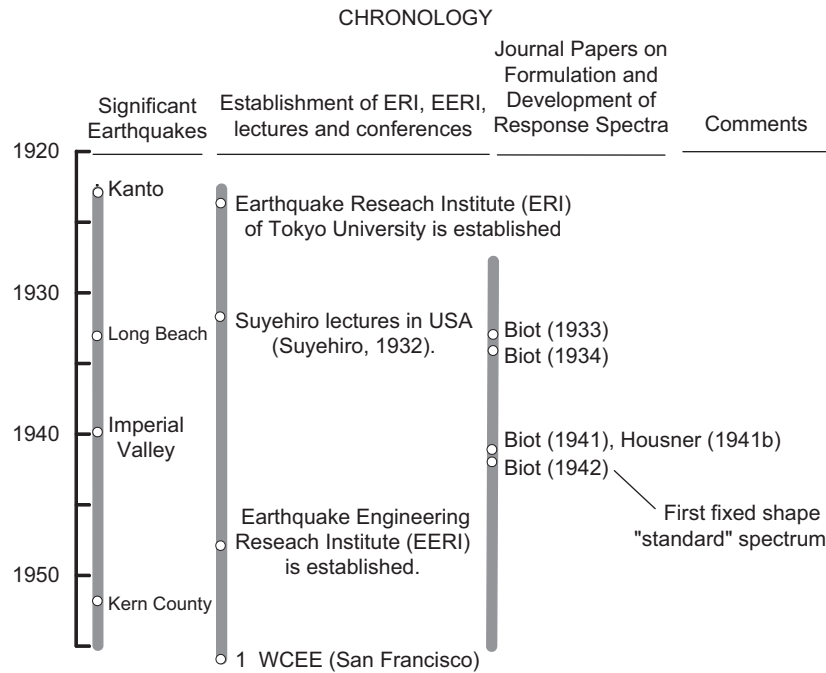 CHRONOLOGY
Significant
Earthquakes
Establishment of ERI, EERI,
lectures and conferences
Journal Papers on
Formulation and
Development of
Response Spectra
Comments
1920
Kanto
Earthquake Reseach Institute (ERI)
of Tokyo University is established
1930
Long Beach
Suyehiro lectures in USA
(Suyehiro, 1932).
Biot (1933)
Biot (1934)
1940
Imperial
Valley
Biot (1941), Housner (1941b)
Biot (1942)
First fixed shape
"standard" spectrum
Earthquake Engineering
Reseach Institute (EERI)
is established.
1950
Kern County
1 WCEE (San Francisco)